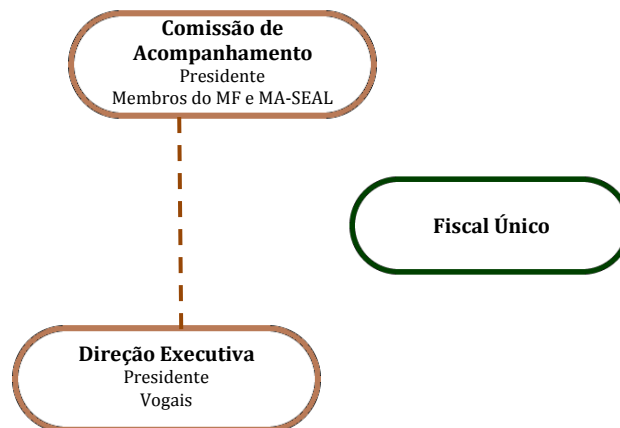 Comissão de
Acompanhamento
Presidente
Membros do MF e MA-SEAL
Fiscal Único
Direção Executiva
Presidente
Vogais